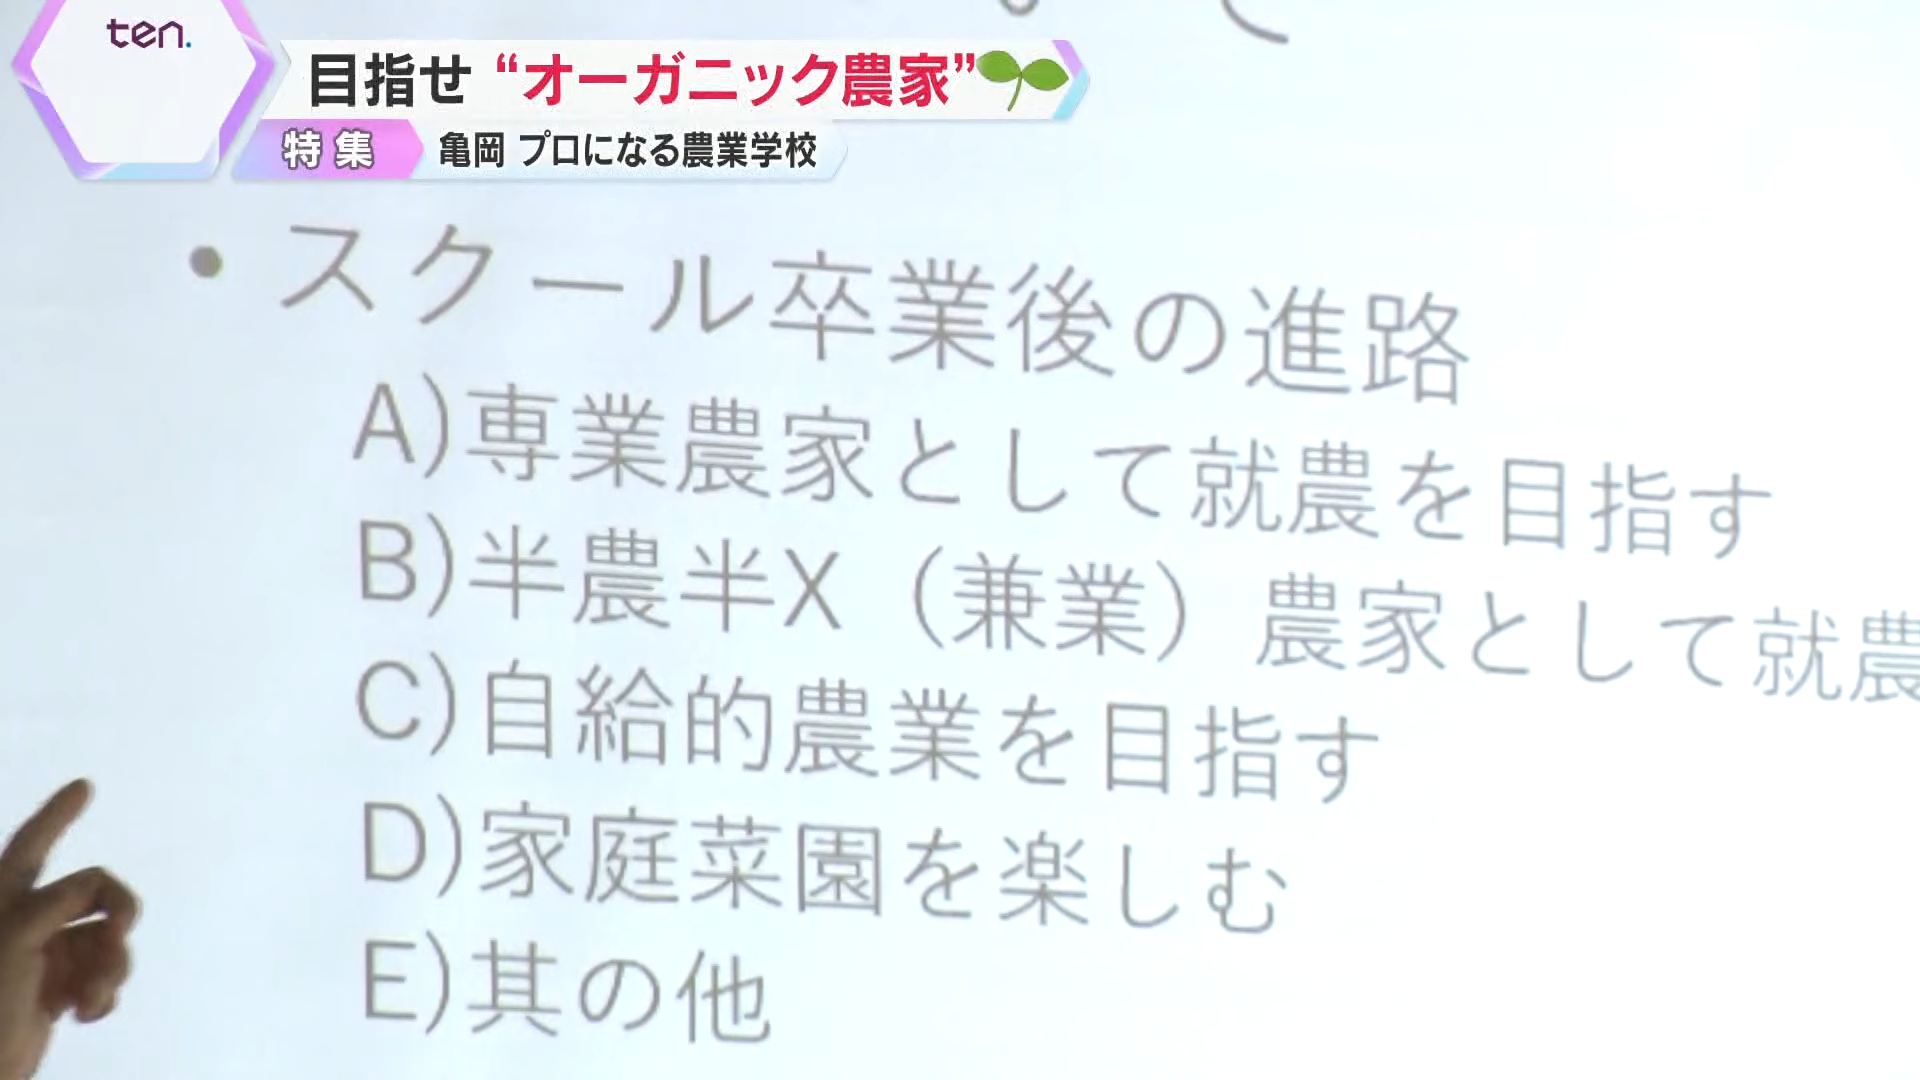 ten.
目指せ “オーガニック農家”
特集 亀岡 プロになる農業学校
• スクール卒業後の進路
A)専業農家として就農を目指す
B)半農半X（兼業）農家として就農
C)自給的農業を目指す
D)家庭菜園を楽しむ
E)其の他